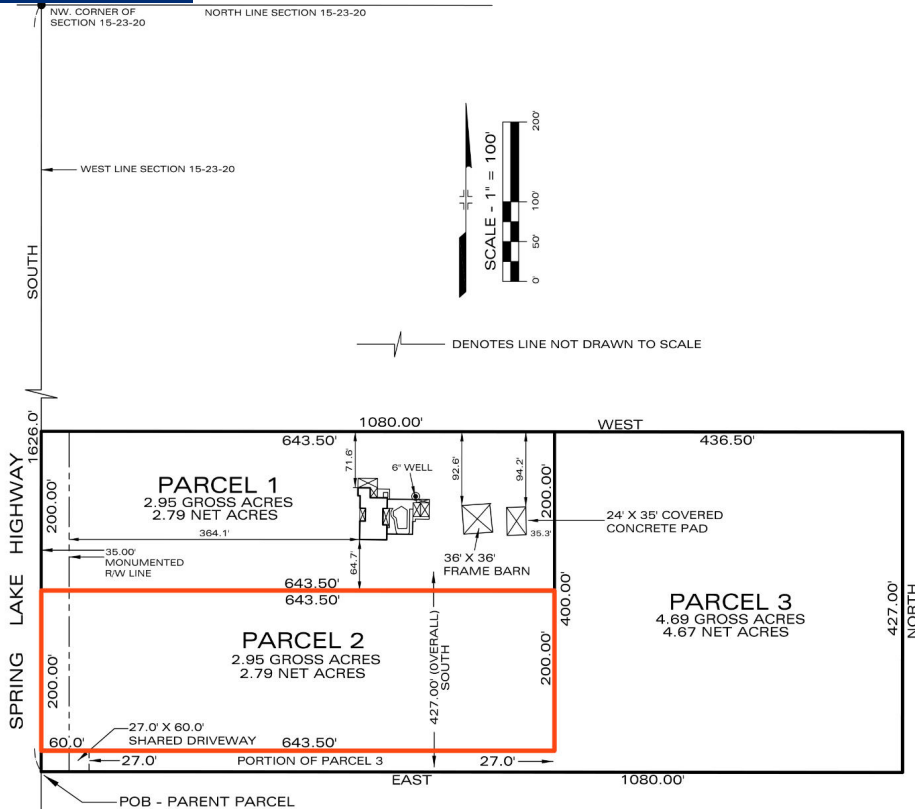 NW. CORNER OF
SECTION 15-23-20
NORTH LINE SECTION 15-23-20
WEST LINE SECTION 15-23-20
SOUTH
SCALE - 1" = 100'
200'
100'
50'
0'
DENOTES LINE NOT DRAWN TO SCALE
1626.0'
1080.00'
WEST
643.50'
436.50'
SPRING LAKE HIGHWAY
200.00'
PARCEL 1
2.95 GROSS ACRES
2.79 NET ACRES
71.6'
6" WELL
92.6'
94.2'
200.00'
364.1'
35.3'
24' X 35' COVERED
CONCRETE PAD
35.00'
MONUMENTED
R/W LINE
64.7'
36' X 36'
FRAME BARN
643.50'
643.50'
400.00'
PARCEL 3
4.69 GROSS ACRES
4.67 NET ACRES
427.00'
NORTH
PARCEL 2
2.95 GROSS ACRES
2.79 NET ACRES
200.00'
427.00' (OVERALL)
SOUTH
200.00'
27.0' X 60.0'
SHARED DRIVEWAY
60.0'
643.50'
27.0'
PORTION OF PARCEL 3
27.0'
EAST
1080.00'
POB - PARENT PARCEL